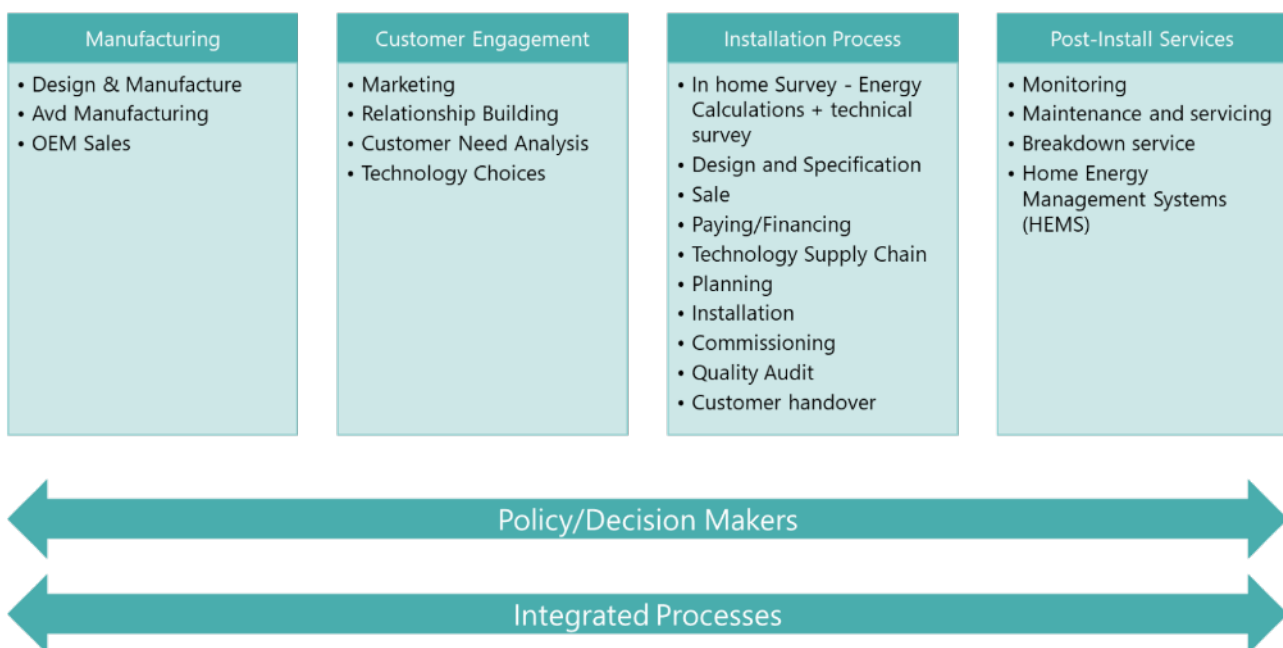 Manufacturing
• Design & Manufacture
• Avd Manufacturing
• OEM Sales
Customer Engagement
• Marketing
• Relationship Building
• Customer Need Analysis
• Technology Choices
Installation Process
• In home Survey - Energy
Calculations + technical
survey
• Design and Specification
• Sale
• Paying/Financing
• Technology Supply Chain
• Planning
• Installation
• Commissioning
• Quality Audit
• Customer handover
Post-Install Services
• Monitoring
• Maintenance and servicing
• Breakdown service
• Home Energy
Management Systems
(HEMS)
Policy/Decision Makers
Integrated Processes